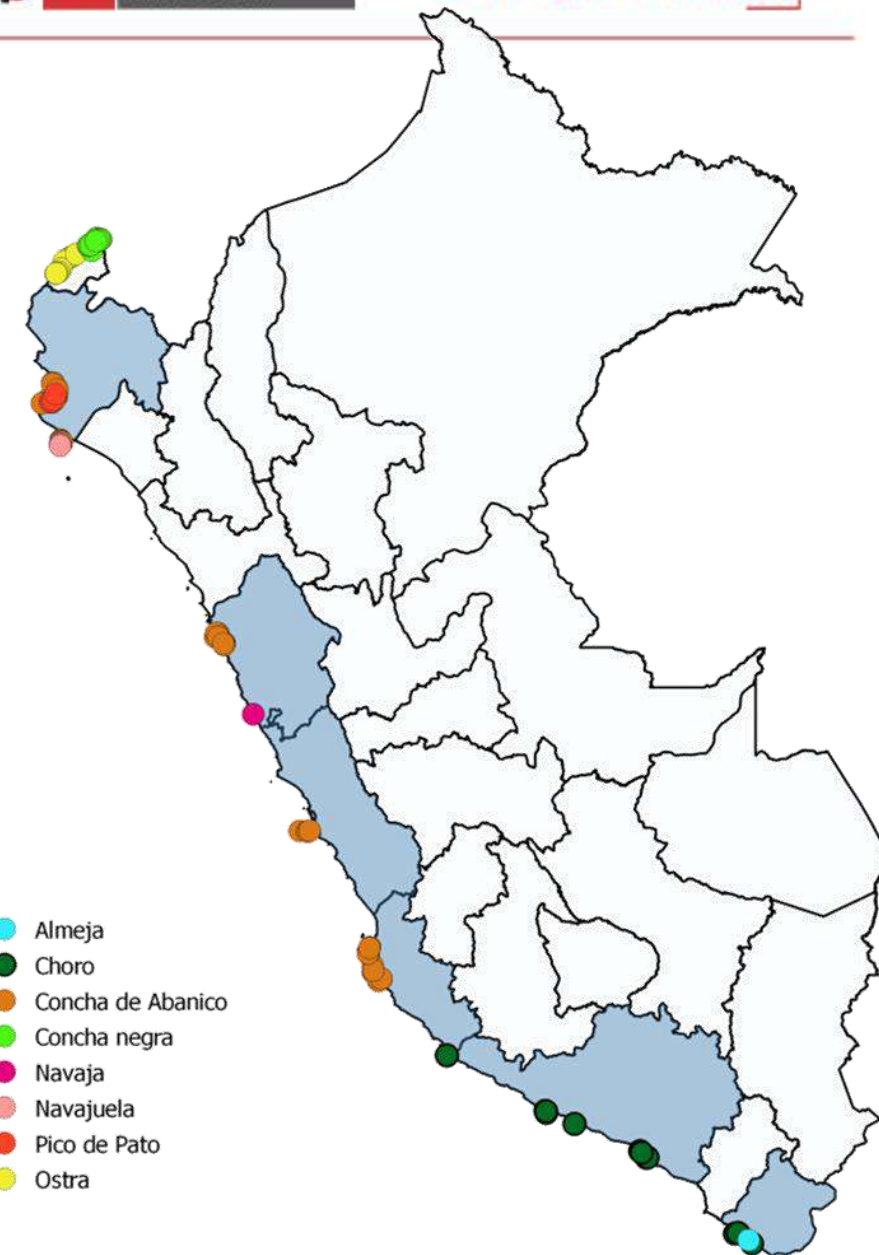 Almeja
Choro
Concha de Abanico
Concha negra
Navaja
Navajuela
Pico de Pato
Ostra